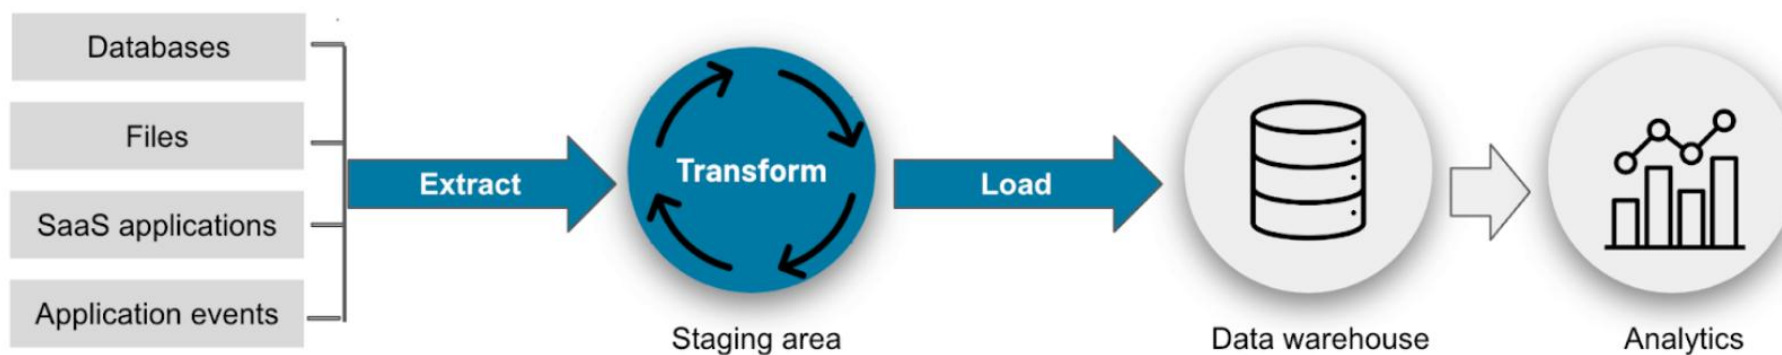 Databases
Files
SaaS applications
Application events
Extract
Transform
Load
Staging area
Data warehouse
Analytics